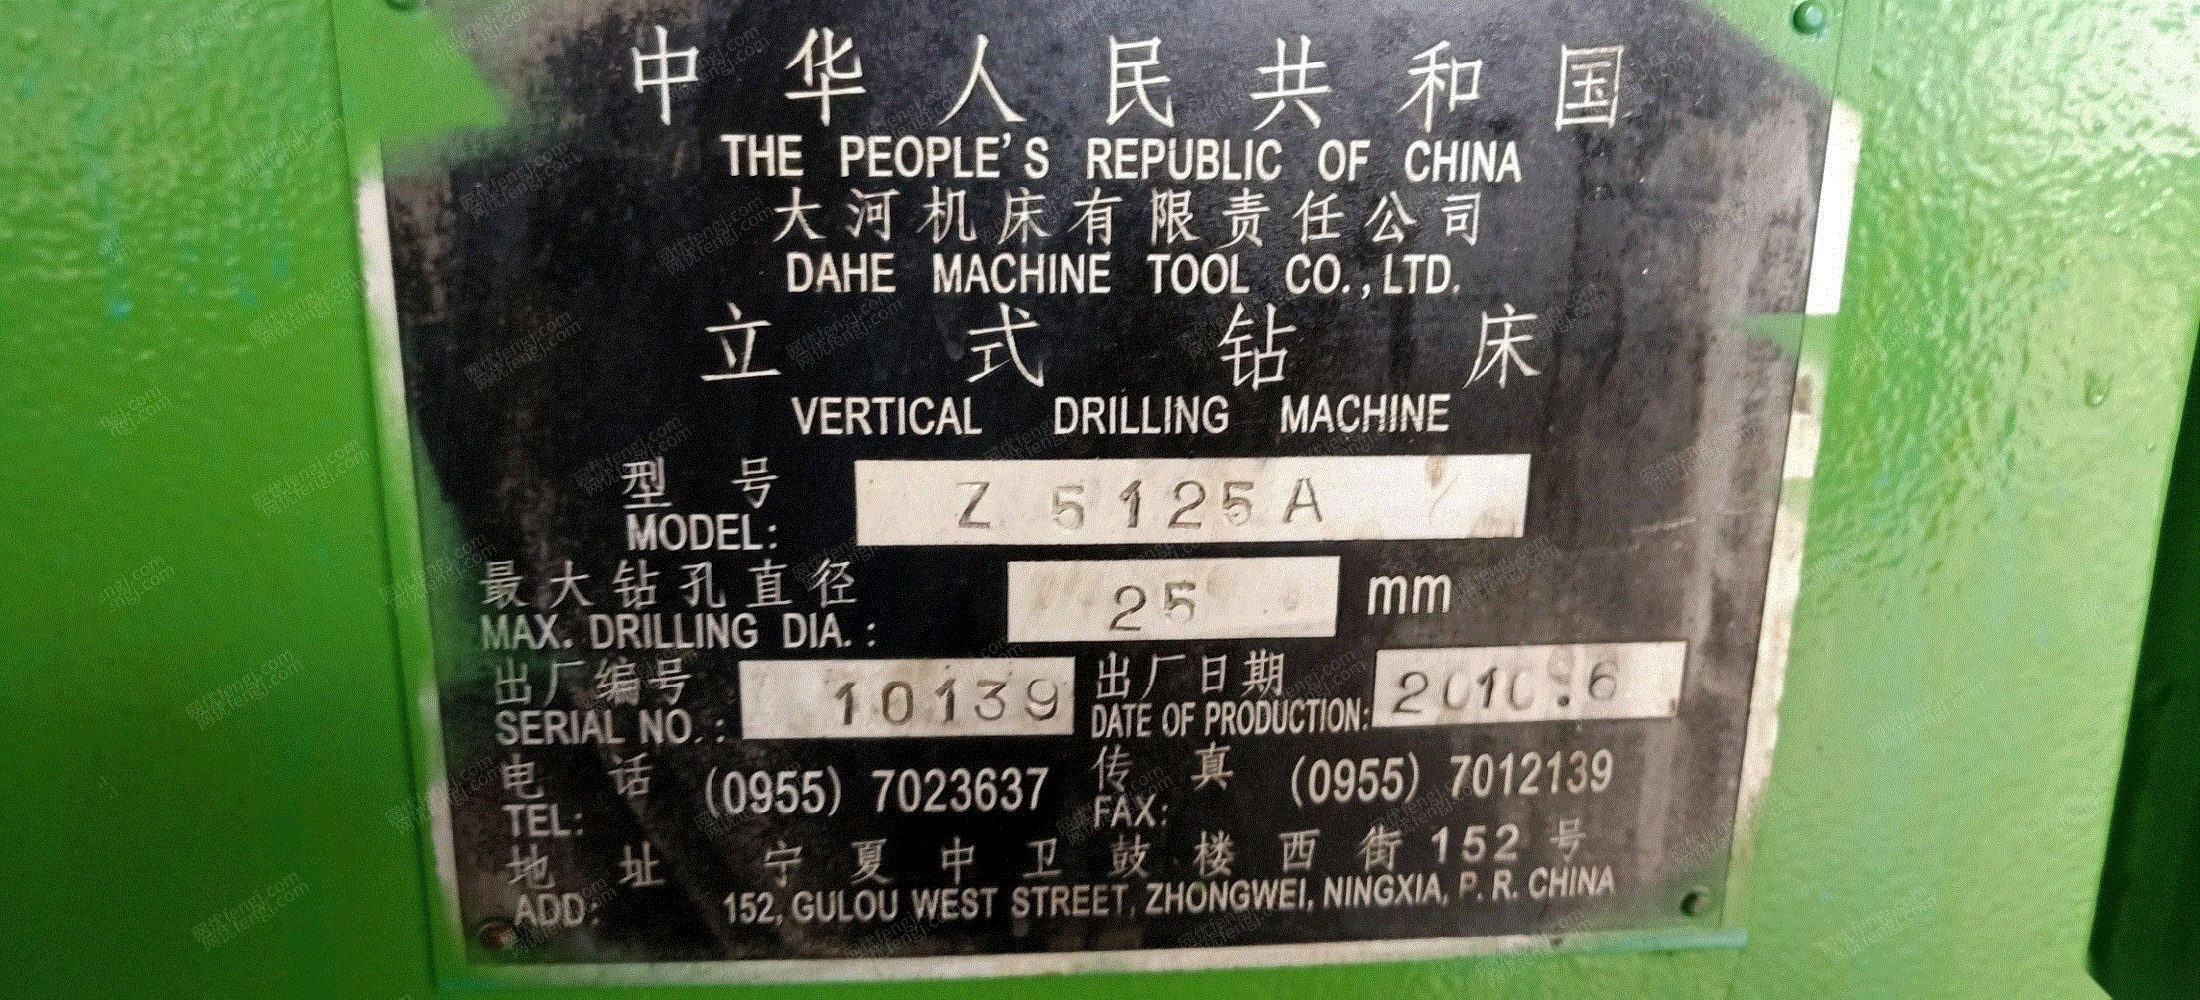 中华人民共和国
THE PEOPLE'S REPUBLIC OF CHINA
大河机床有限责任公司
DAHE MACHINE TOOL CO.,LTD.
立式钻床
VERTICAL DRILLING MACHINE
型号 Z5125A
MODEL:
最大钻孔直径 25 mm
MAX. DRILLING DIA.:
出厂编号 10139 出厂日期 2010.6
SERIAL NO.: DATE OF PRODUCTION:
电话 (0955) 7023637 传真 (0955) 7012139
TEL: FAX:
地址 宁夏中卫鼓楼西街152号
ADD: 152, GULOU WEST STREET, ZHONGWEI, NINGXIA, P. R. CHINA